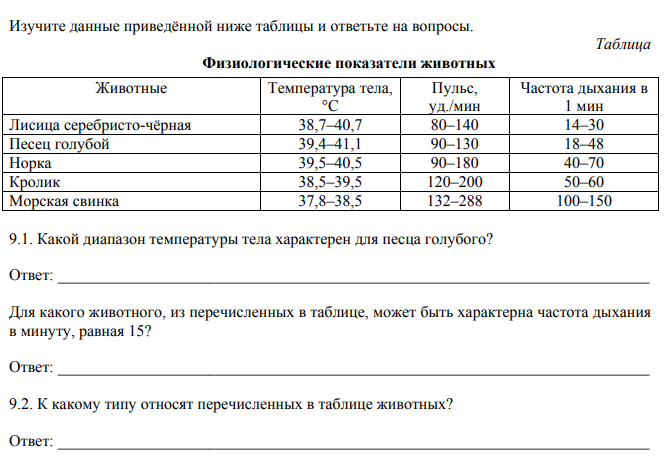 Изучите данные приведённой ниже таблицы и ответьте на вопросы.
Таблица
Физиологические показатели животных
Животные Температура тела, °С Пульс, уд./мин Частота дыхания в 1 мин
Лисица серебристо-чёрная 38,7–40,7 80–140 14–30
Песец голубой 39,4–41,1 90–130 18–48
Норка 39,5–40,5 90–180 40–70
Кролик 38,5–39,5 120–200 50–60
Морская свинка 37,8–38,5 132–288 100–150
9.1. Какой диапазон температуры тела характерен для песца голубого?
Ответ:
Для какого животного, из перечисленных в таблице, может быть характерна частота дыхания
в минуту, равная 15?
Ответ:
9.2. К какому типу относят перечисленных в таблице животных?
Ответ: